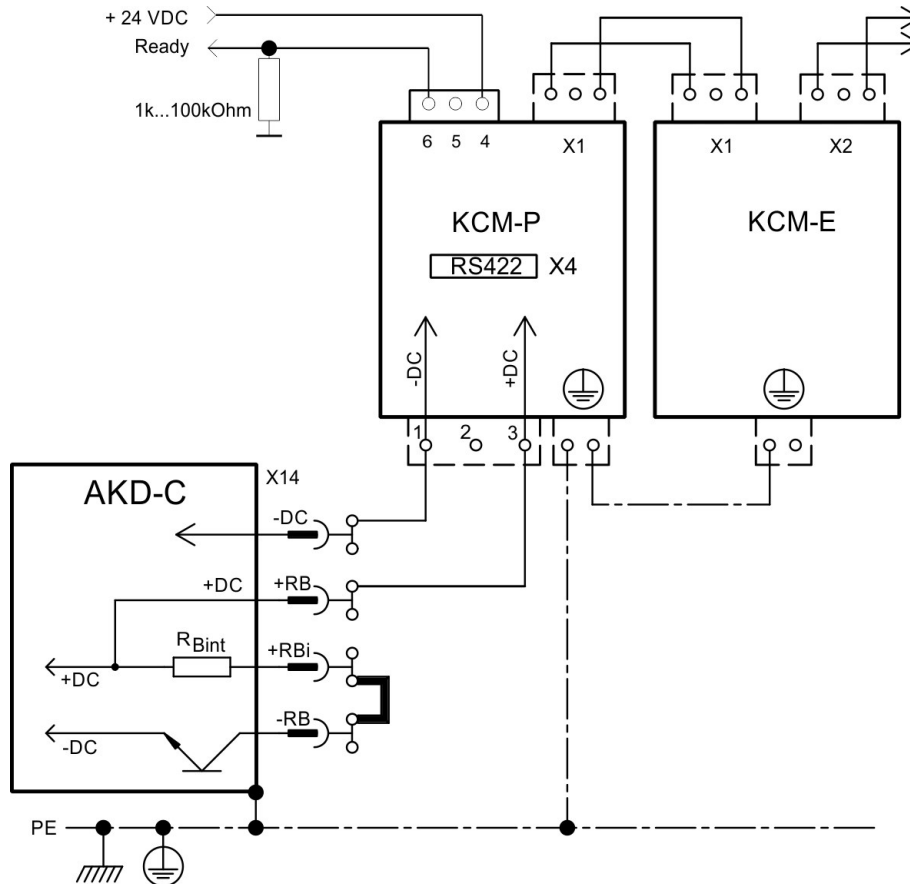 + 24 VDC
Ready
1k...100kOhm
6 5 4
X1
X1
X2
KCM-P
KCM-E
RS422
X4
-DC
+DC
1
2
3
AKD-C
X14
-DC
+DC
+RB
RBint
+RBi
+DC
-RB
-DC
PE